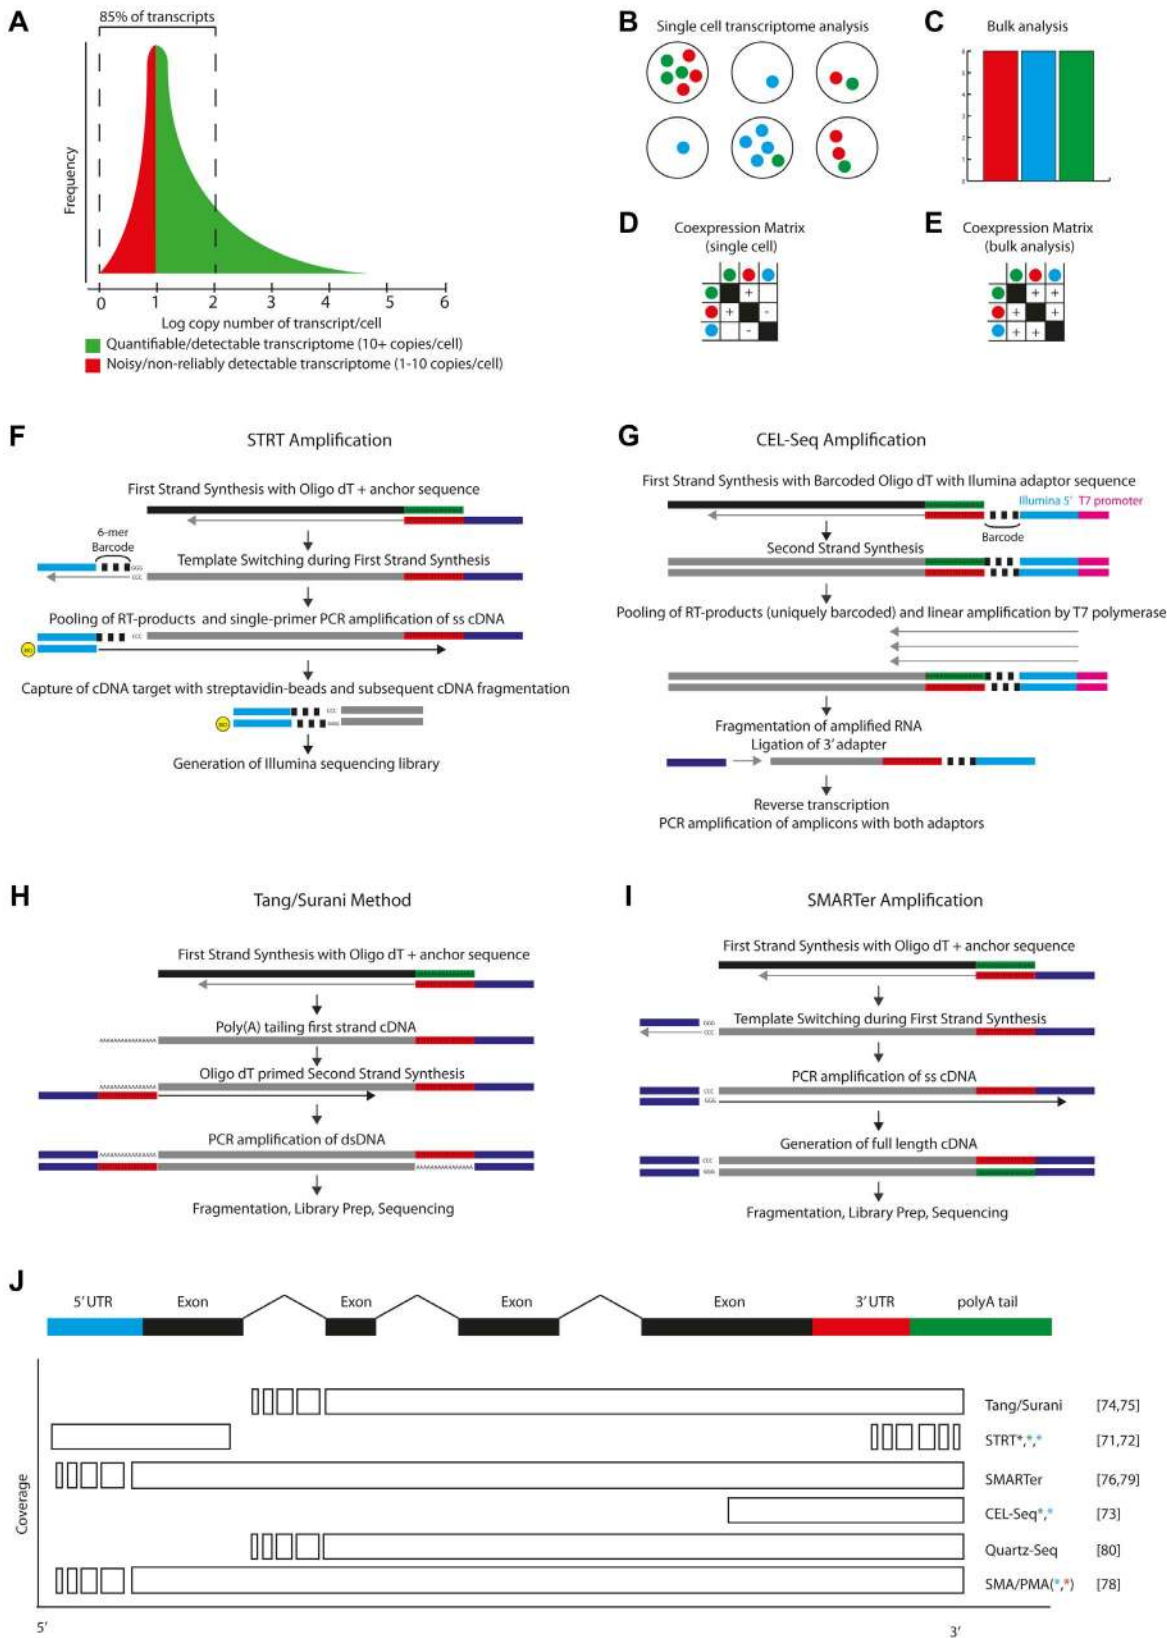 A
85% of transcripts
Frequency
0 1 2 3 4 5 6
Log copy number of transcript/cell
Quantifiable/detectable transcriptome (10+ copies/cell)
Noisy/non-reliably detectable transcriptome (1-10 copies/cell)
B
Single cell transcriptome analysis
C
Bulk analysis
D
Coexpression Matrix
(single cell)
+
+ -
-
E
Coexpression Matrix
(bulk analysis)
+ +
+ +
+ +
F
STRT Amplification
First Strand Synthesis with Oligo dT + anchor sequence
6-mer
Barcode
GGG
Template Switching during First Strand Synthesis
CCC
Pooling of RT-products and single-primer PCR amplification of ss cDNA
CCC
Capture of cDNA target with streptavidin-beads and subsequent cDNA fragmentation
CCC
GGG
Generation of Illumina sequencing library
G
CEL-Seq Amplification
First Strand Synthesis with Barcoded Oligo dT with Ilumina adaptor sequence
Illumina 5' T7 promoter
Barcode
Second Strand Synthesis
Pooling of RT-products (uniquely barcoded) and linear amplification by T7 polymerase
Fragmentation of amplified RNA
Ligation of 3' adapter
Reverse transcription
PCR amplification of amplicons with both adaptors
H
Tang/Surani Method
First Strand Synthesis with Oligo dT + anchor sequence
Poly(A) tailing first strand cDNA
Oligo dT primed Second Strand Synthesis
PCR amplification of dsDNA
Fragmentation, Library Prep, Sequencing
I
SMARTer Amplification
First Strand Synthesis with Oligo dT + anchor sequence
Template Switching during First Strand Synthesis
GGG
CCC
PCR amplification of ss cDNA
CCC
GGG
Generation of full length cDNA
CCC
GGG
Fragmentation, Library Prep, Sequencing
J
5' UTR Exon Exon Exon Exon 3' UTR polyA tail
Coverage
Tang/Surani [74,75]
STRT*,*,* [71,72]
SMARTer [76,79]
CEL-Seq*,* [73]
Quartz-Seq [80]
SMA/PMA(*,*) [78]
5' 3'